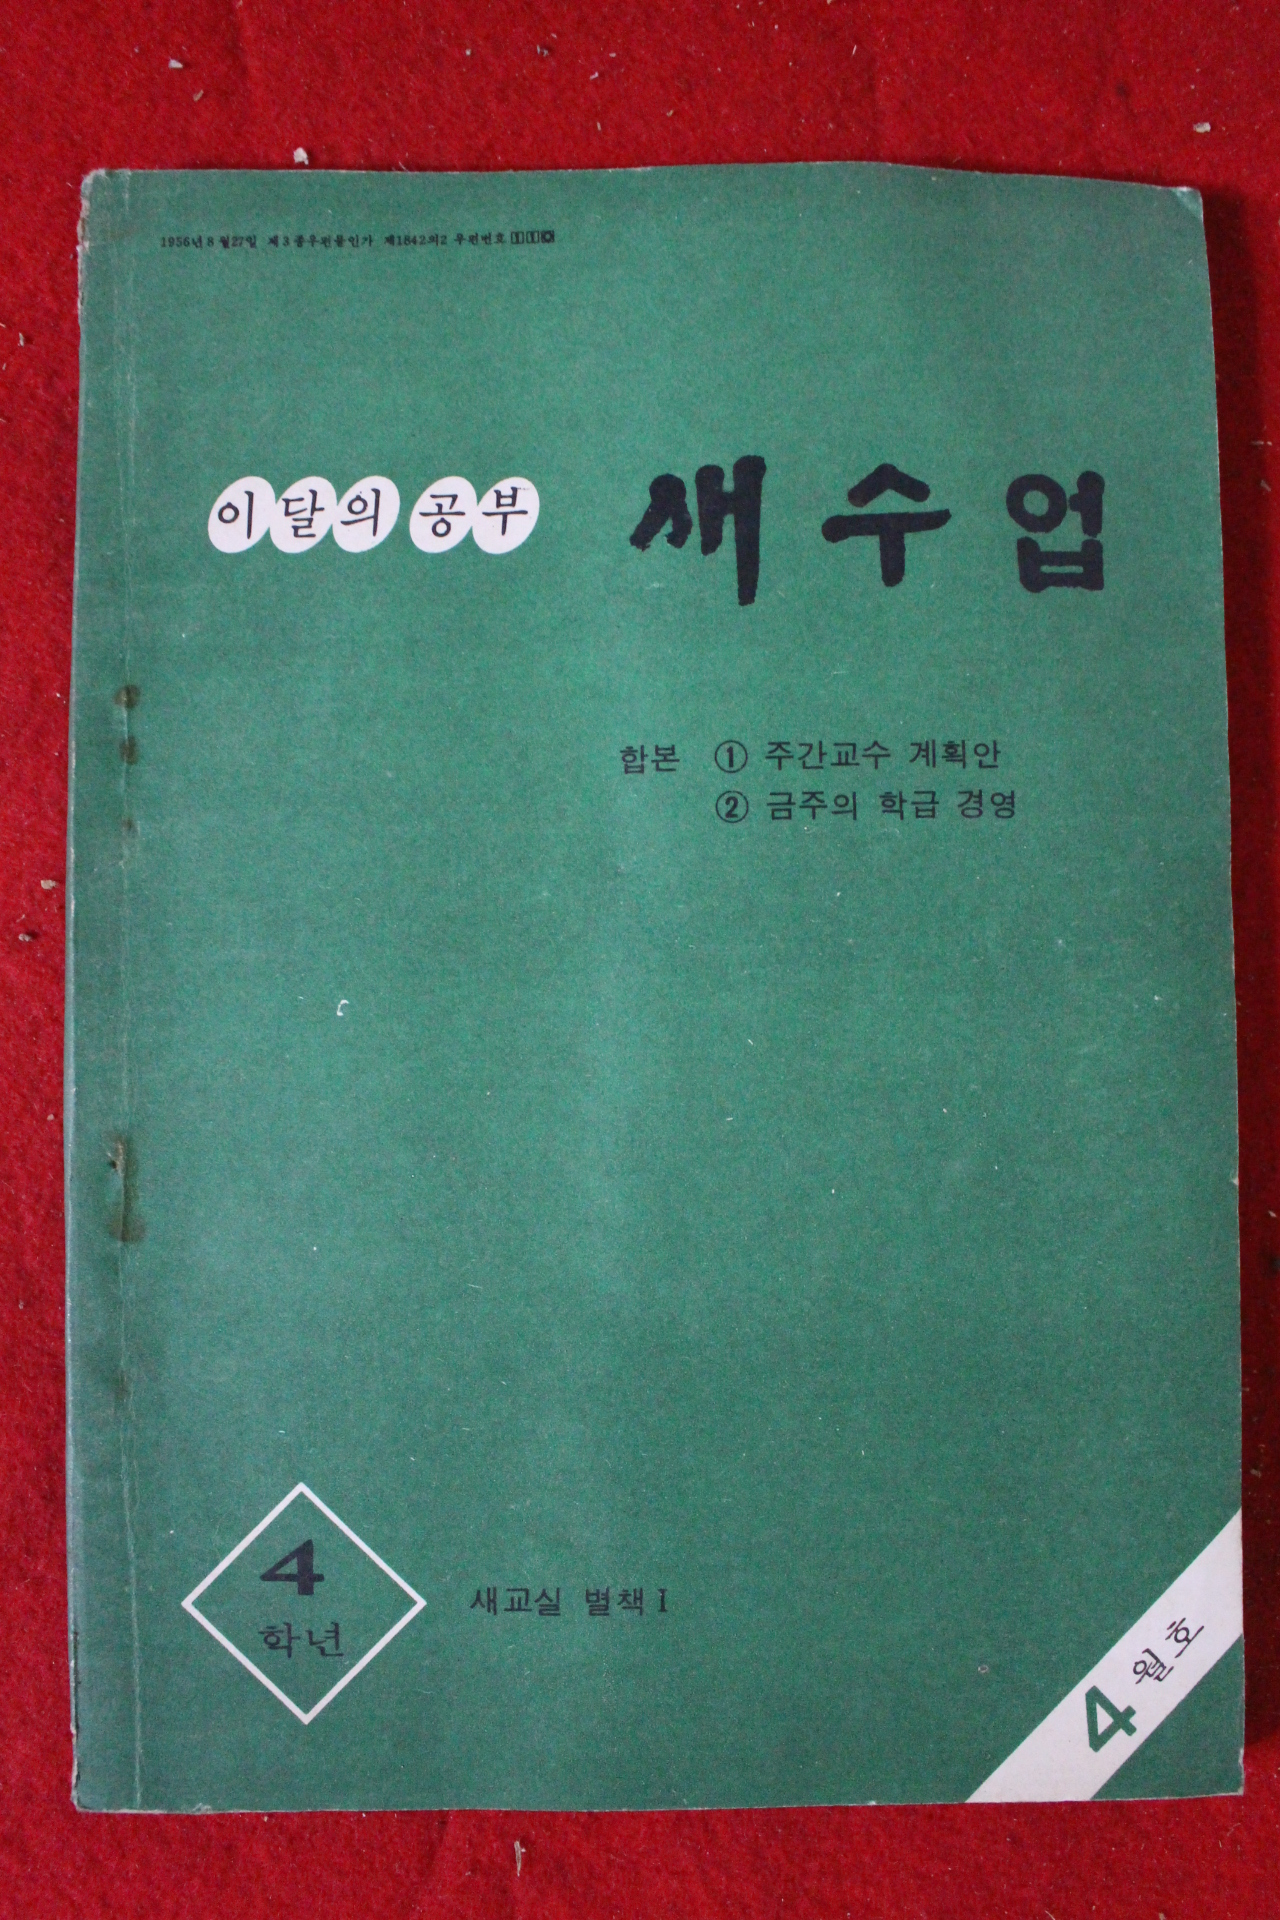 1956년 8월27일 제3종우편물인가 제1842의2 우편번호 110
이달의 공부 새수업
합본 ① 주간교수 계획안
② 금주의 학급 경영
4
학년
새교실 별책 I
4월호